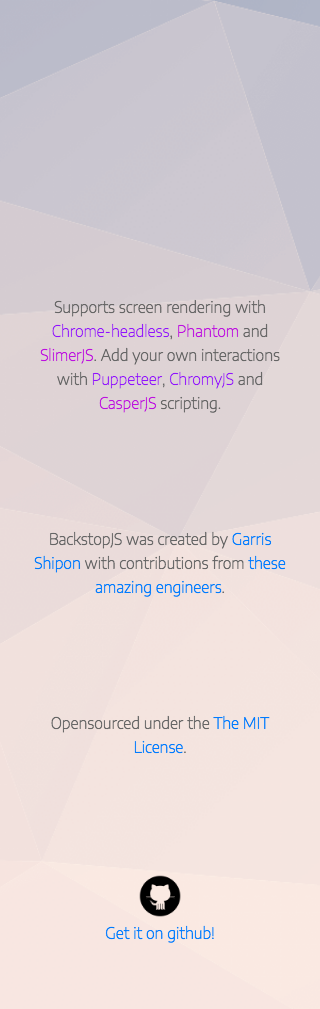 Supports screen rendering with
Chrome-headless, Phantom and
SlimerJS. Add your own interactions
with Puppeteer, ChromyJS and
CasperJS scripting.
BackstopJS was created by Garris
Shipon with contributions from these
amazing engineers.
Opensourced under the The MIT
License.
Get it on github!